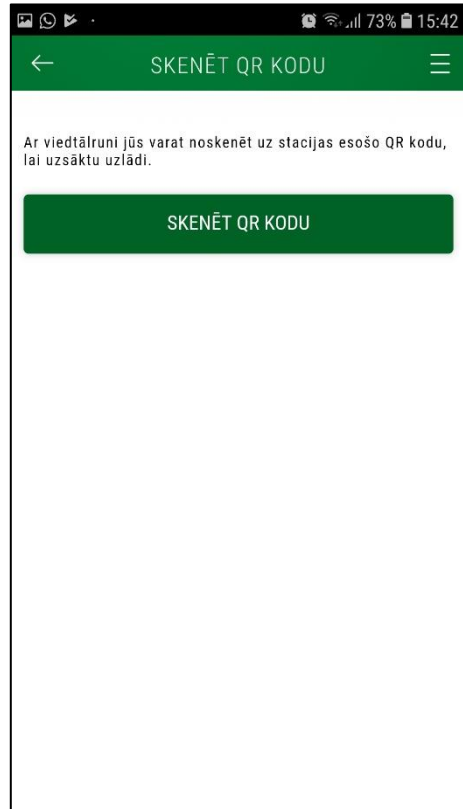 73% 15:42
SKENĒT QR KODU
Ar viedtālruni jūs varat noskenēt uz stacijas esošo QR kodu,
lai uzsāktu uzlādi.
SKENĒT QR KODU